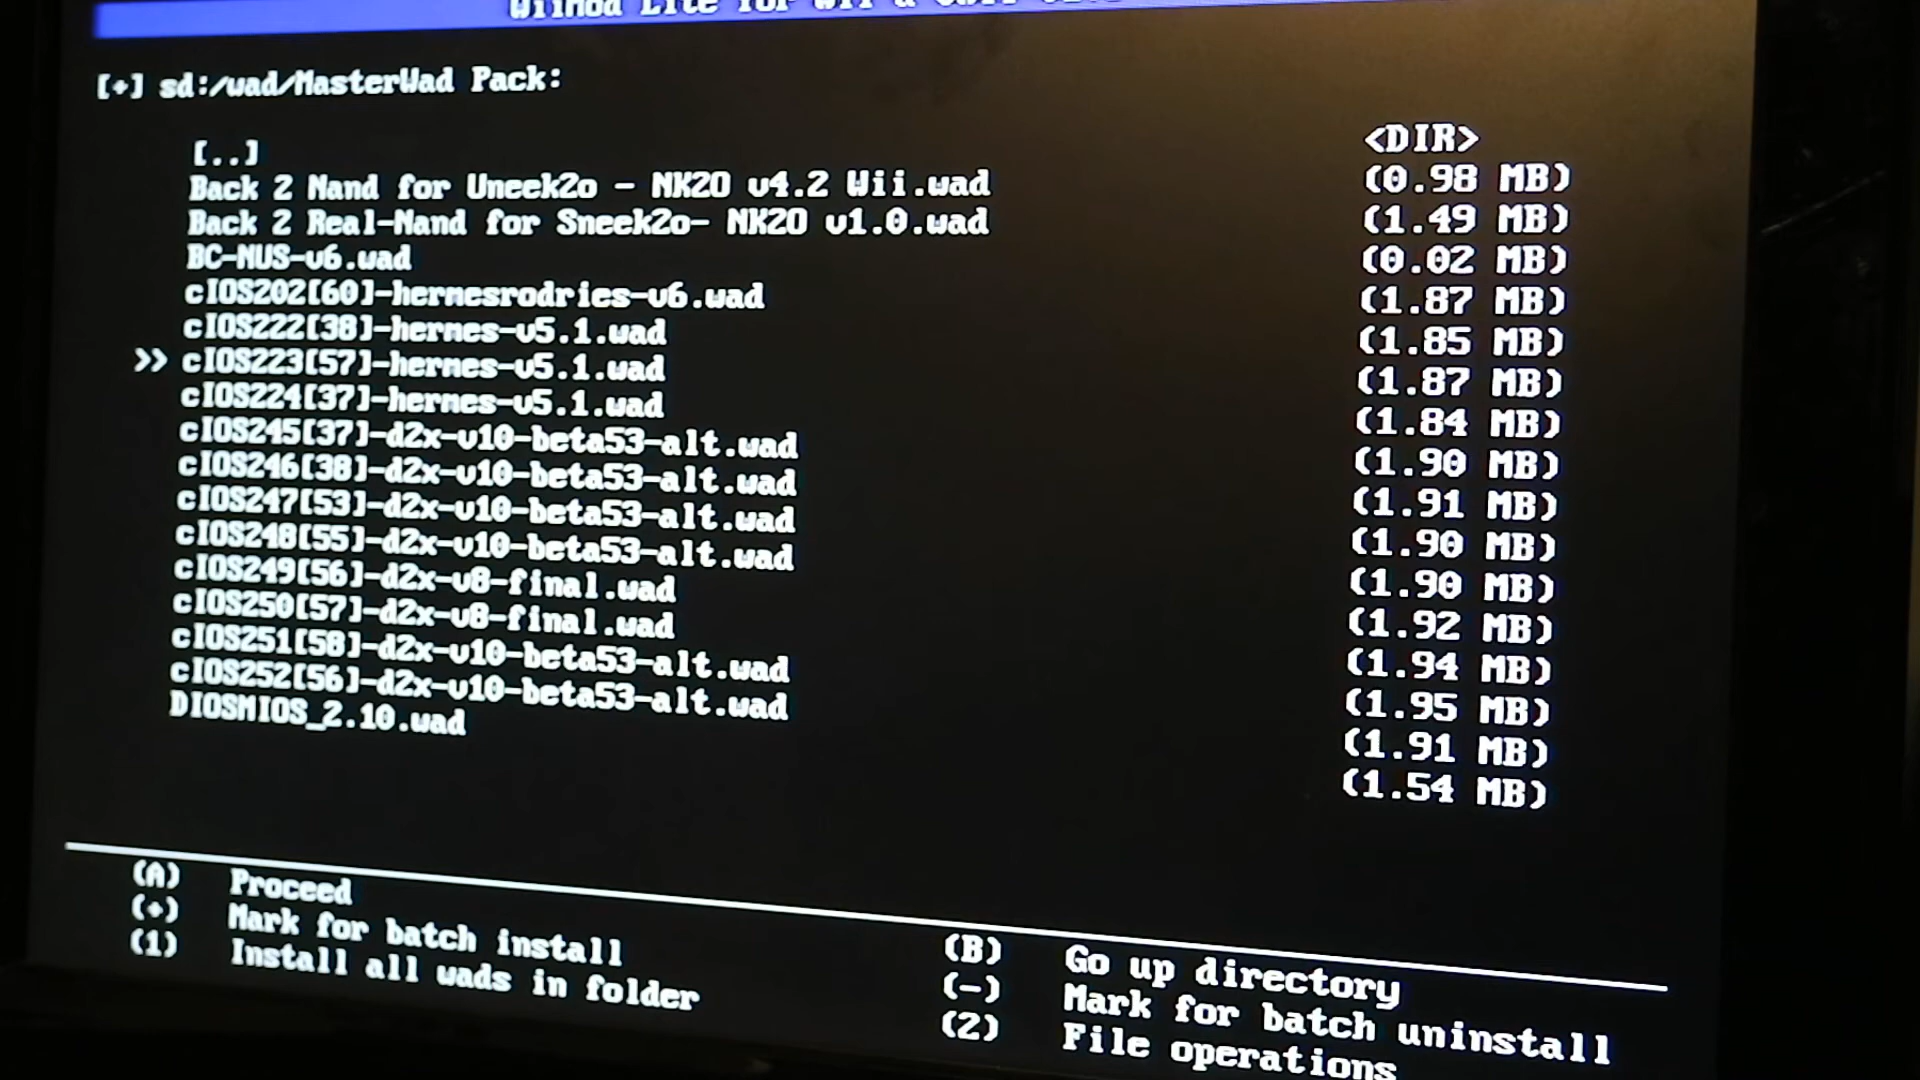 WiiMod Lite for Wii &
[+] sd:/wad/MasterWad Pack:
[..] <DIR>
Back 2 Nand for Uneek2o - NK2O v4.2 Wii.wad (0.98 MB)
Back 2 Real-Nand for Sneek2o- NK2O v1.0.wad (1.49 MB)
BC-NUS-v6.wad (0.02 MB)
cIOS202[60]-hermesrodries-v6.wad (1.87 MB)
cIOS222[38]-hermes-v5.1.wad (1.85 MB)
>> cIOS223[57]-hermes-v5.1.wad (1.87 MB)
cIOS224[37]-hermes-v5.1.wad (1.84 MB)
cIOS245[37]-d2x-v10-beta53-alt.wad (1.90 MB)
cIOS246[38]-d2x-v10-beta53-alt.wad (1.91 MB)
cIOS247[53]-d2x-v10-beta53-alt.wad (1.90 MB)
cIOS248[55]-d2x-v10-beta53-alt.wad (1.90 MB)
cIOS249[56]-d2x-v8-final.wad (1.92 MB)
cIOS250[57]-d2x-v8-final.wad (1.94 MB)
cIOS251[58]-d2x-v10-beta53-alt.wad (1.95 MB)
cIOS252[56]-d2x-v10-beta53-alt.wad (1.91 MB)
DIOSMIOS_2.10.wad (1.54 MB)
(A) Proceed (B) Go up directory
(+) Mark for batch install (-) Mark for batch uninstall
(1) Install all wads in folder (2) File operations